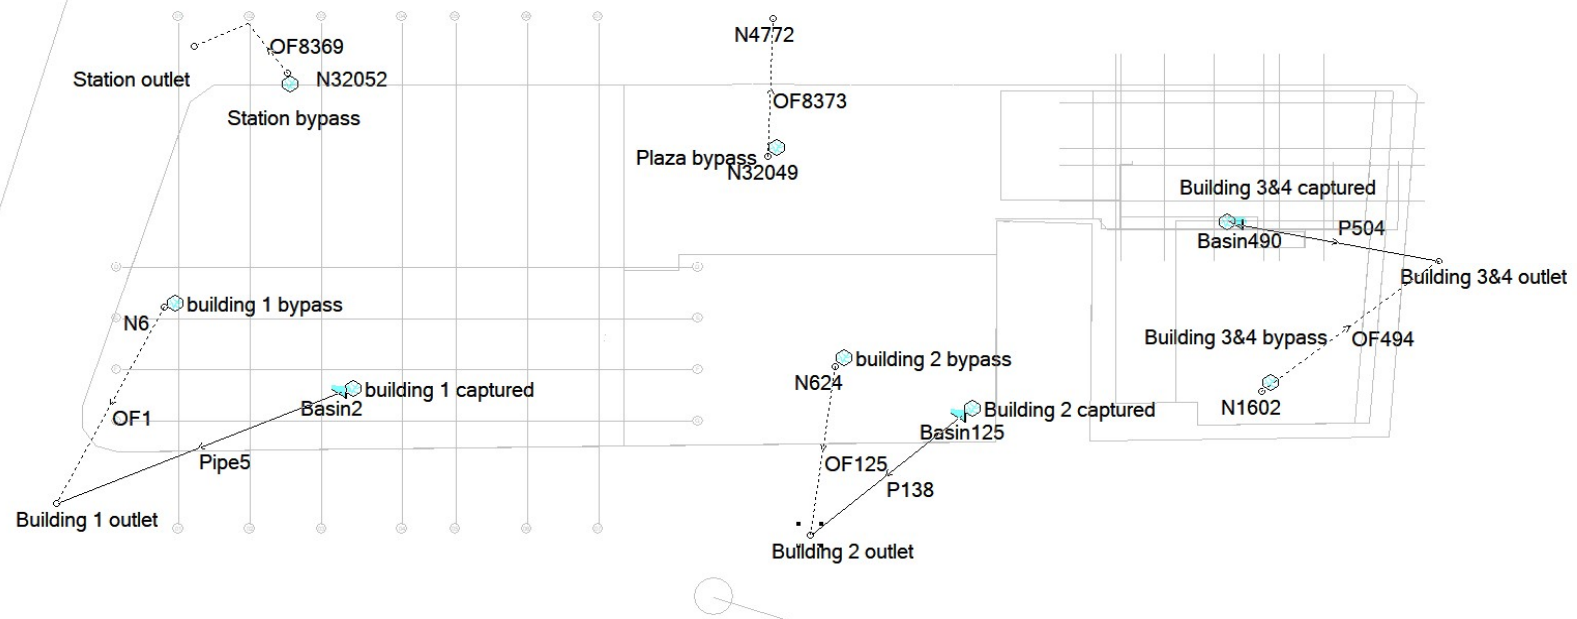 N4772
OF8369
Station outlet
N32052
OF8373
Station bypass
Plaza bypass
N32049
Building 3&4 captured
P504
Basin490
Building 3&4 outlet
building 1 bypass
N6
Building 3&4 bypass
OF494
building 2 bypass
N624
building 1 captured
Basin2
N1602
Building 2 captured
OF1
Basin125
Pipe5
OF125
P138
Building 1 outlet
Building 2 outlet